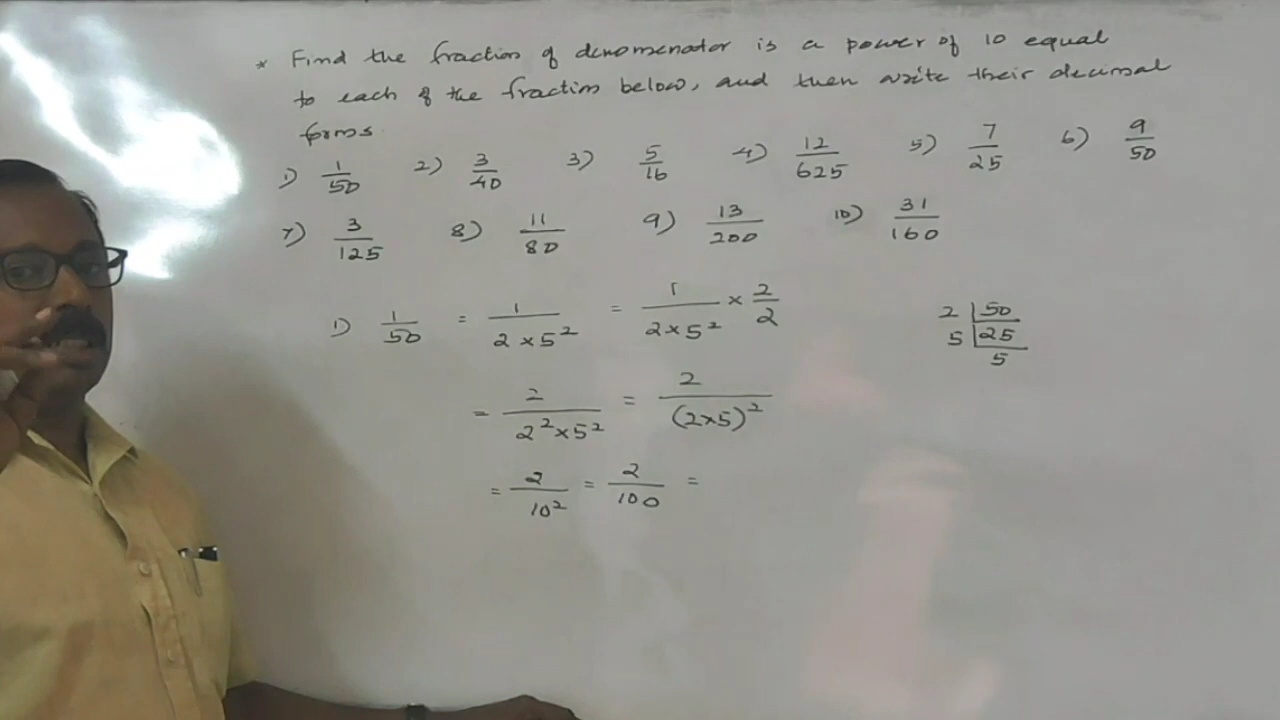 * Find the fraction of denomenator is a power of 10 equal
to each of the fraction below, and then write their decimal
forms.
1) 1/50 2) 3/40 3) 5/16 4) 12/625 5) 7/25 6) 9/50
7) 3/125 8) 11/80 9) 13/200 10) 31/160
1) 1/50 = 1/(2×5²) = 1/(2×5²) × 2/2
2 | 50
5 | 25
5
= 2/(2²×5²) = 2/(2×5)²
= 2/10² = 2/100 =